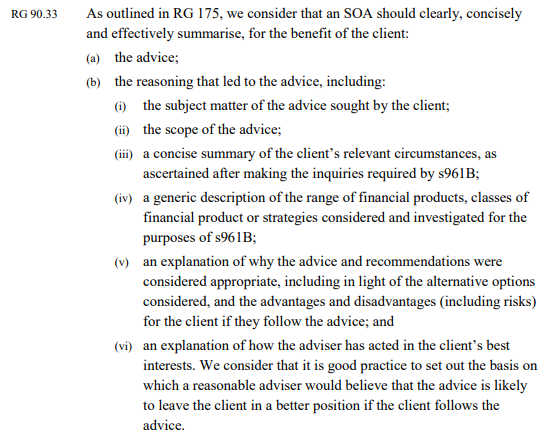 RG 90.33 As outlined in RG 175, we consider that an SOA should clearly, concisely
and effectively summarise, for the benefit of the client:
(a) the advice;
(b) the reasoning that led to the advice, including:
(i) the subject matter of the advice sought by the client;
(ii) the scope of the advice;
(iii) a concise summary of the client’s relevant circumstances, as
ascertained after making the inquiries required by s961B;
(iv) a generic description of the range of financial products, classes of
financial product or strategies considered and investigated for the
purposes of s961B;
(v) an explanation of why the advice and recommendations were
considered appropriate, including in light of the alternative options
considered, and the advantages and disadvantages (including risks)
for the client if they follow the advice; and
(vi) an explanation of how the adviser has acted in the client’s best
interests. We consider that it is good practice to set out the basis on
which a reasonable adviser would believe that the advice is likely
to leave the client in a better position if the client follows the
advice.